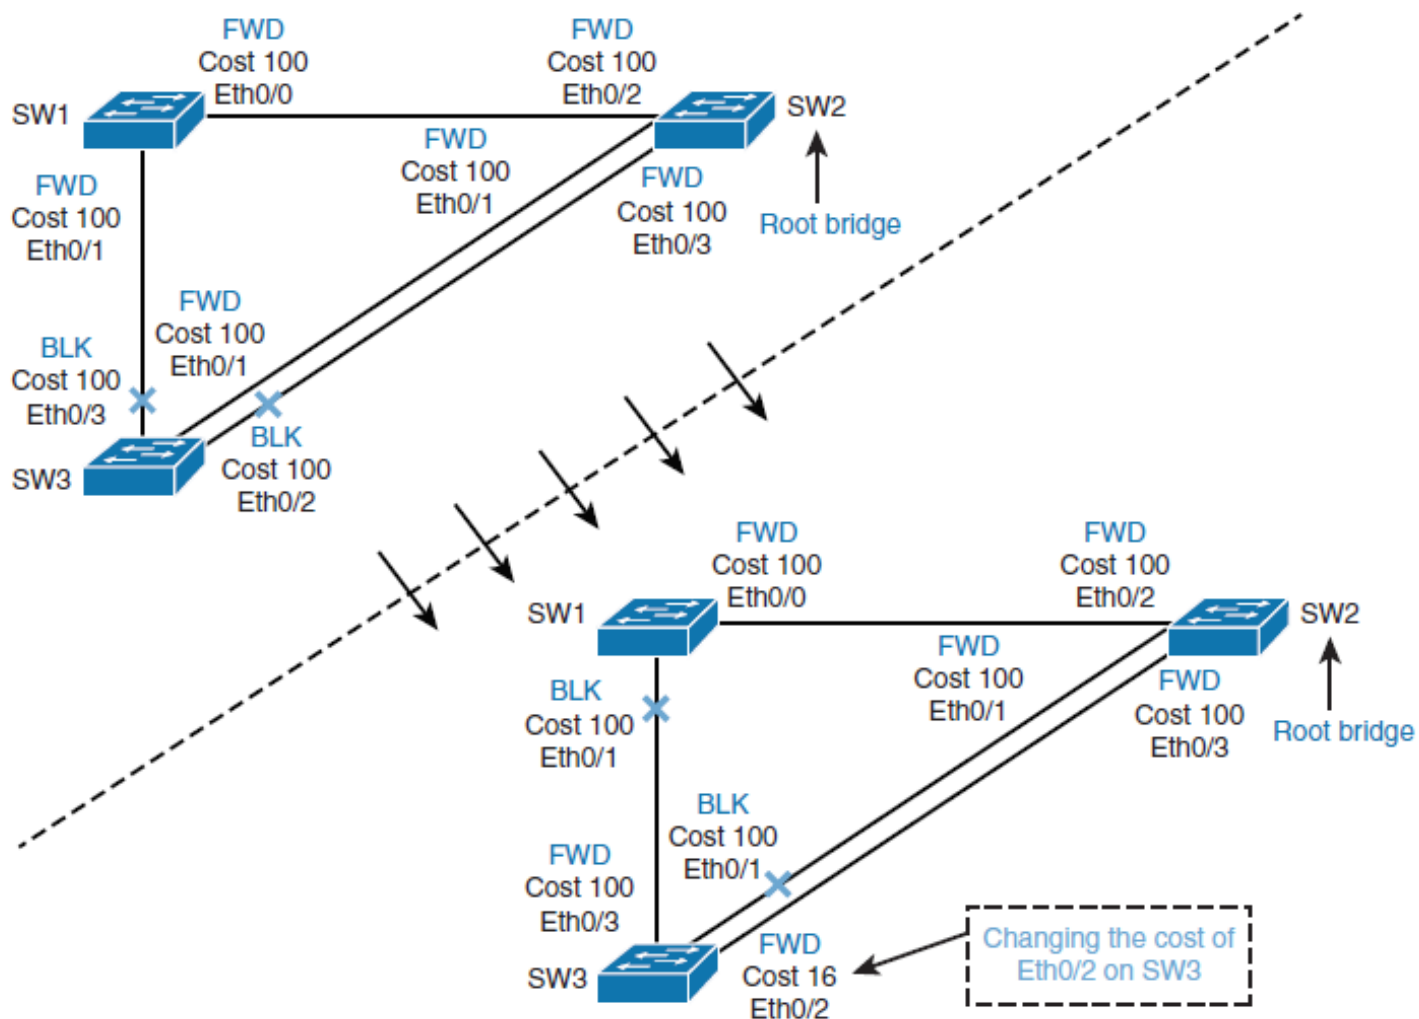 FWD
Cost 100
Eth0/0
FWD
Cost 100
Eth0/2
SW1
SW2
FWD
Cost 100
Eth0/1
FWD
Cost 100
Eth0/3
Root bridge
FWD
Cost 100
Eth0/1
FWD
Cost 100
Eth0/1
BLK
Cost 100
Eth0/3
BLK
Cost 100
Eth0/2
SW3
FWD
Cost 100
Eth0/0
FWD
Cost 100
Eth0/2
SW1
SW2
FWD
Cost 100
Eth0/1
FWD
Cost 100
Eth0/3
Root bridge
BLK
Cost 100
Eth0/1
BLK
Cost 100
Eth0/1
FWD
Cost 100
Eth0/3
SW3
FWD
Cost 16
Eth0/2
Changing the cost of
Eth0/2 on SW3